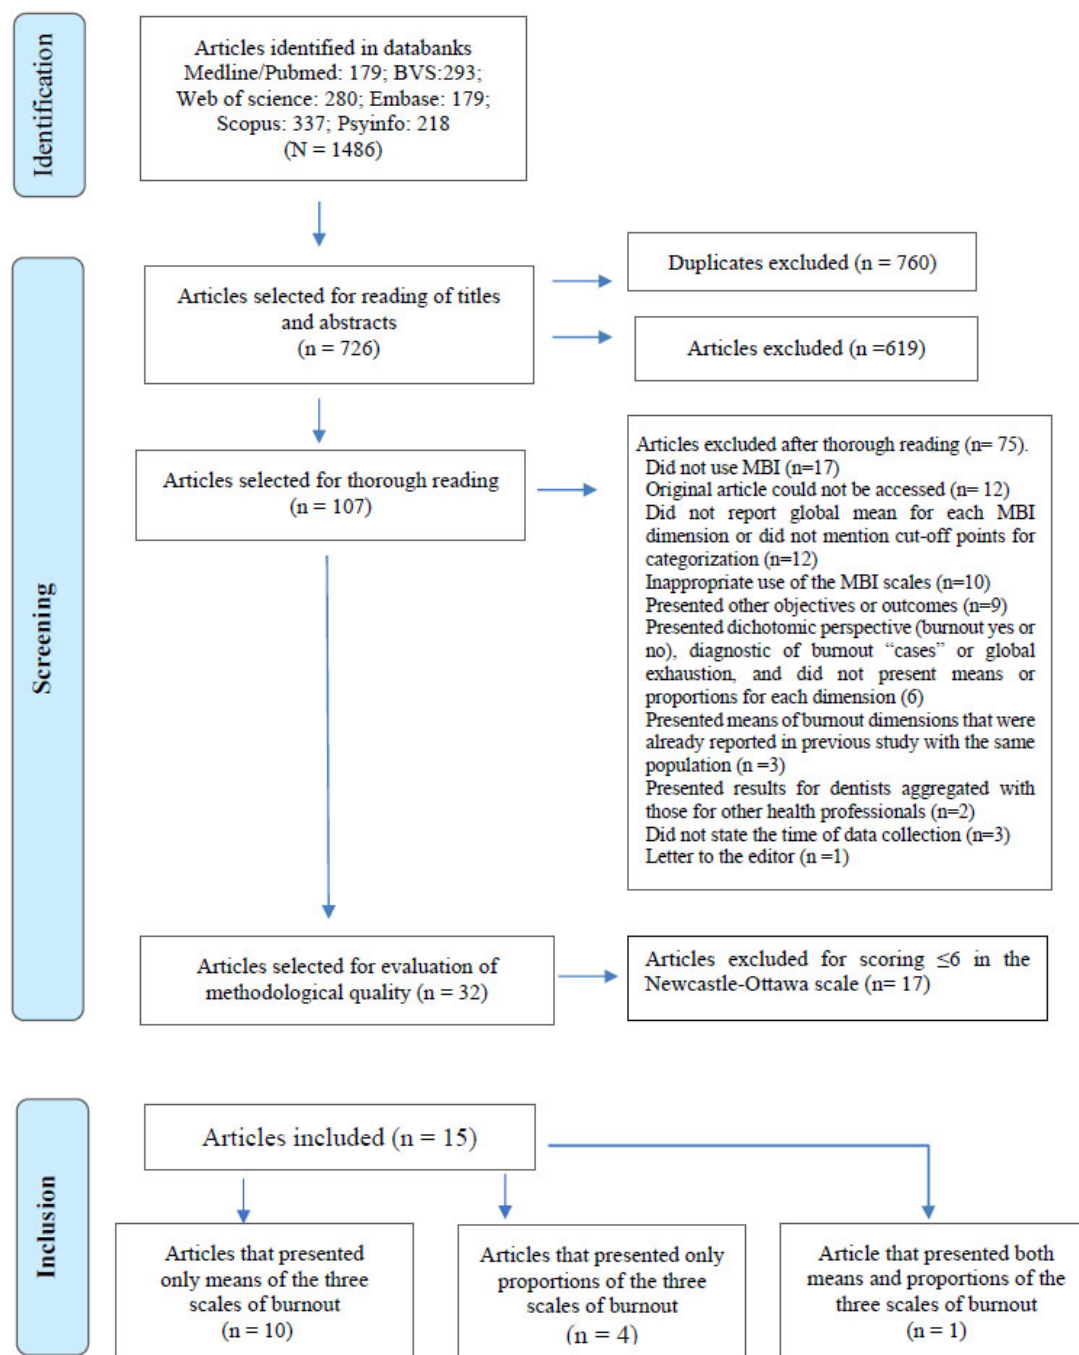 Identification
Articles identified in databanks
Medline/Pubmed: 179; BVS:293;
Web of science: 280; Embase: 179;
Scopus: 337; Psyinfo: 218
(N = 1486)
Screening
Articles selected for reading of titles
and abstracts
(n = 726)
Duplicates excluded (n = 760)
Articles excluded (n =619)
Articles selected for thorough reading
(n = 107)
Articles excluded after thorough reading (n= 75).
Did not use MBI (n=17)
Original article could not be accessed (n= 12)
Did not report global mean for each MBI
dimension or did not mention cut-off points for
categorization (n=12)
Inappropriate use of the MBI scales (n=10)
Presented other objectives or outcomes (n=9)
Presented dichotomic perspective (burnout yes or
no), diagnostic of burnout “cases” or global
exhaustion, and did not present means or
proportions for each dimension (6)
Presented means of burnout dimensions that were
already reported in previous study with the same
population (n =3)
Presented results for dentists aggregated with
those for other health professionals (n=2)
Did not state the time of data collection (n=3)
Letter to the editor (n =1)
Articles selected for evaluation of
methodological quality (n = 32)
Articles excluded for scoring ≤6 in the
Newcastle-Ottawa scale (n= 17)
Inclusion
Articles included (n = 15)
Articles that presented
only means of the three
scales of burnout
(n = 10)
Articles that presented only
proportions of the three
scales of burnout
(n = 4)
Article that presented both
means and proportions of the
three scales of burnout
(n = 1)